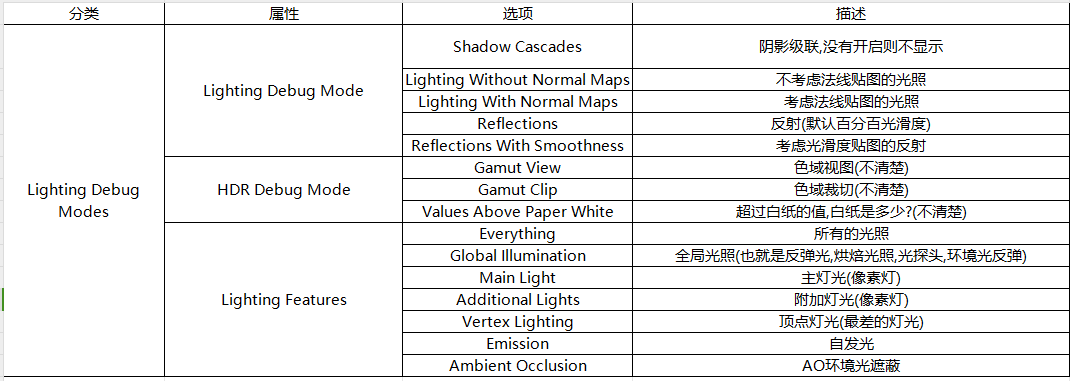 分类 属性 选项 描述
Lighting Debug Modes
Lighting Debug Mode
Shadow Cascades 阴影级联,没有开启则不显示
Lighting Without Normal Maps 不考虑法线贴图的光照
Lighting With Normal Maps 考虑法线贴图的光照
Reflections 反射(默认百分百光滑度)
Reflections With Smoothness 考虑光滑度贴图的反射
HDR Debug Mode
Gamut View 色域视图(不清楚)
Gamut Clip 色域裁切(不清楚)
Values Above Paper White 超过白纸的值,白纸是多少?(不清楚)
Lighting Features
Everything 所有的光照
Global Illumination 全局光照(也就是反弹光,烘焙光照,光探头,环境光反弹)
Main Light 主灯光(像素灯)
Additional Lights 附加灯光(像素灯)
Vertex Lighting 顶点灯光(最差的灯光)
Emission 自发光
Ambient Occlusion AO环境光遮蔽